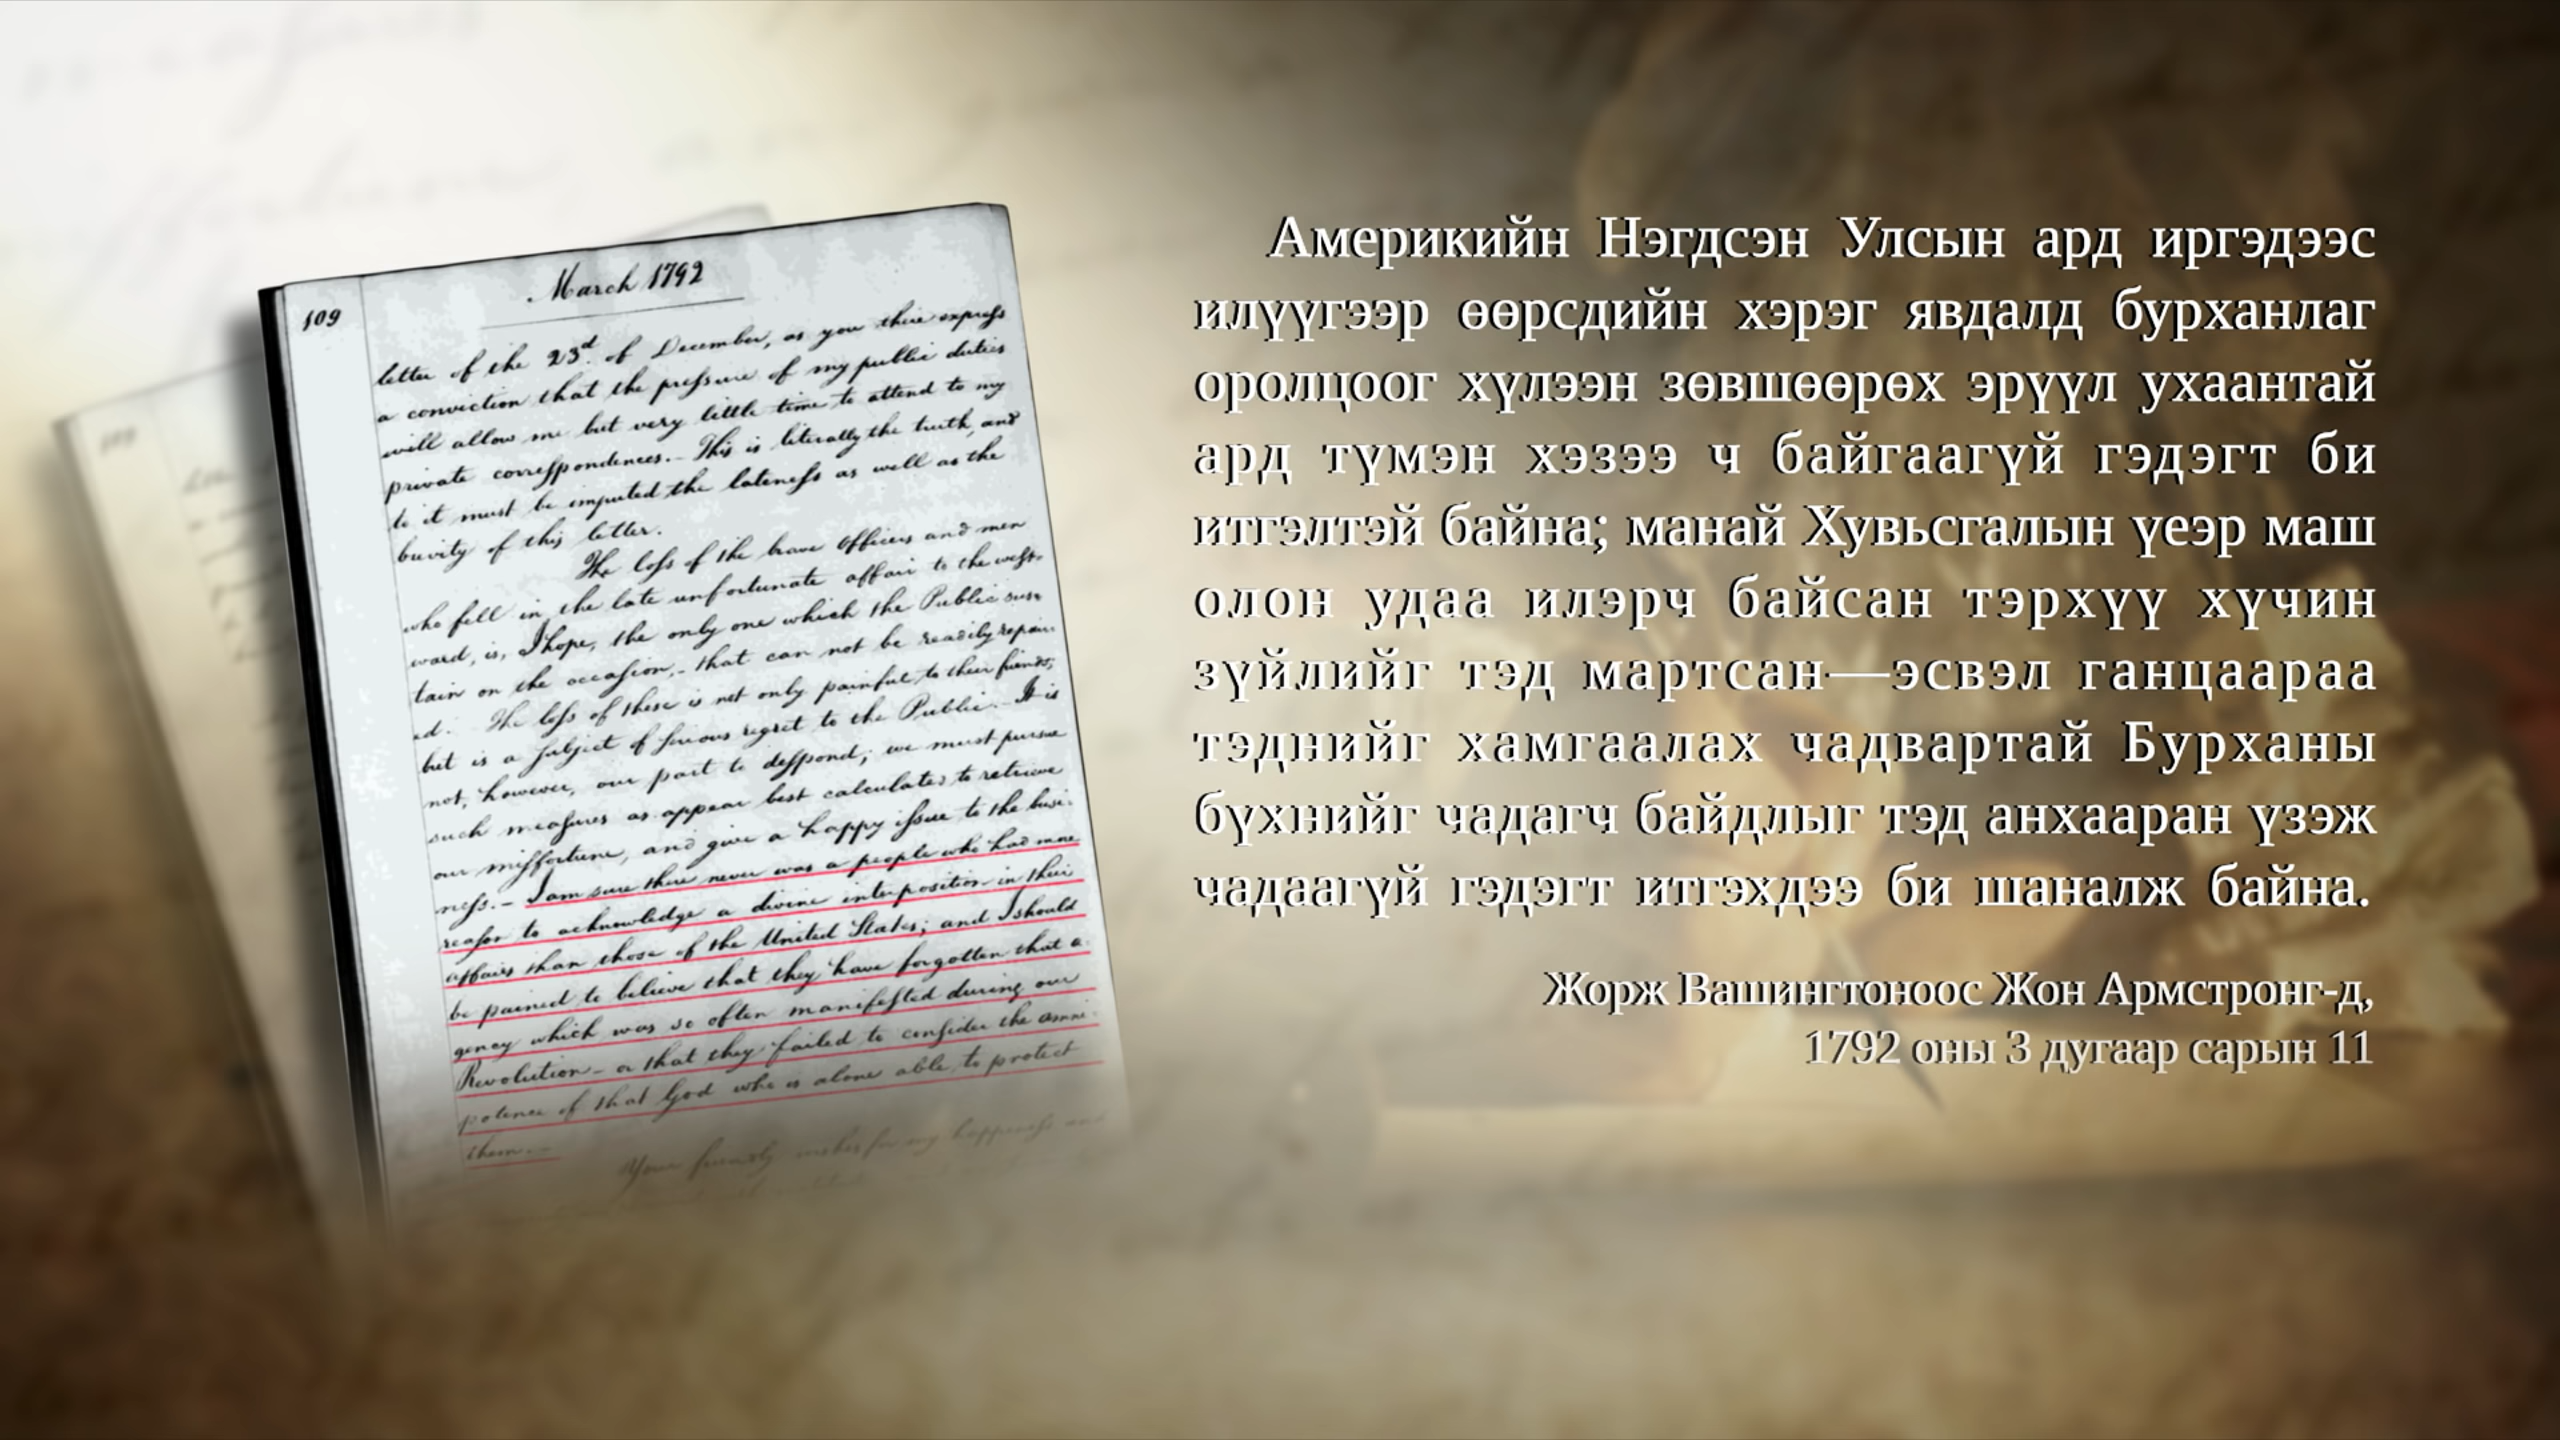 March 1792
109
letter of the 23d. of December, as you there express
a conviction that the pressure of my public duties
will allow me but very little time to attend to my
private correspondences. - This is literally the truth, and
to it must be imputed the lateness as well as the
brevity of this letter.
The loss of the brave Officers and men
who fell in the late unfortunate affair to the west-
ward, is, I hope, the only one which the Public sus-
tain on the occasion, - that can not be readily repair-
ed. The loss of these is not only painful to their friends,
but is a subject of serious regret to the Public. - It is
not, however, our part to despond; we must pursue
such measures as appear best calculated to retrieve
our misfortune, and give a happy issue to the busi-
ness. - I am sure there never was a people who had more
reason to acknowledge a divine interposition in their
affairs than those of the United States; and I should
be pained to believe that they have forgotten that a-
gency which was so often manifested during our
Revolution - or that they failed to consider the omni-
potence of that God who is alone able to protect
them. -
Your friendly wishes for my happiness and
Америкийн Нэгдсэн Улсын ард иргэдээс
илүүгээр өөрсдийн хэрэг явдалд бурханлаг
оролцоог хүлээн зөвшөөрөх эрүүл ухаантай
ард түмэн хэзээ ч байгаагүй гэдэгт би
итгэлтэй байна; манай Хувьсгалын үеэр маш
олон удаа илэрч байсан тэрхүү хүчин
зүйлийг тэд мартсан—эсвэл ганцаараа
тэднийг хамгаалах чадвартай Бурханы
бүхнийг чадагч байдлыг тэд анхааран үзэж
чадаагүй гэдэгт итгэхдээ би шаналж байна.
Жорж Вашингтоноос Жон Армстронг-д,
1792 оны 3 дугаар сарын 11